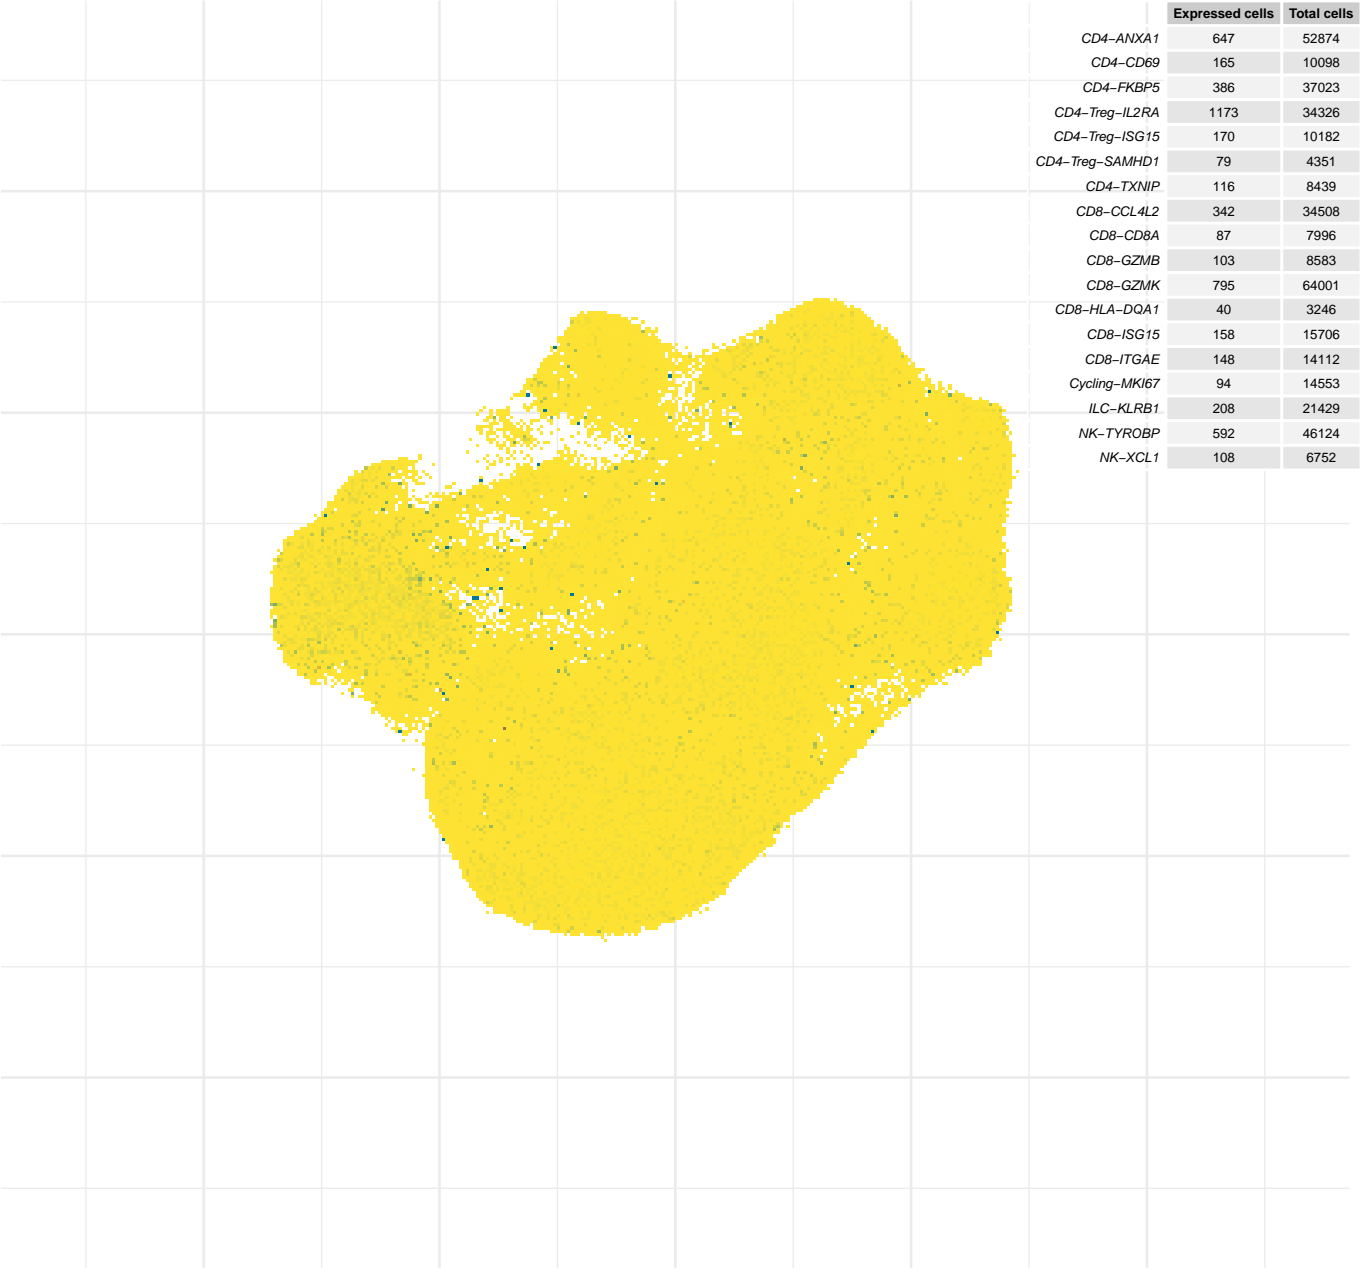 Expressed cells Total cells
CD4−ANXA1 647 52874
CD4−CD69 165 10098
CD4−FKBP5 386 37023
CD4−Treg−IL2RA 1173 34326
CD4−Treg−ISG15 170 10182
CD4−Treg−SAMHD1 79 4351
CD4−TXNIP 116 8439
CD8−CCL4L2 342 34508
CD8−CD8A 87 7996
CD8−GZMB 103 8583
CD8−GZMK 795 64001
CD8−HLA−DQA1 40 3246
CD8−ISG15 158 15706
CD8−ITGAE 148 14112
Cycling−MKI67 94 14553
ILC−KLRB1 208 21429
NK−TYROBP 592 46124
NK−XCL1 108 6752